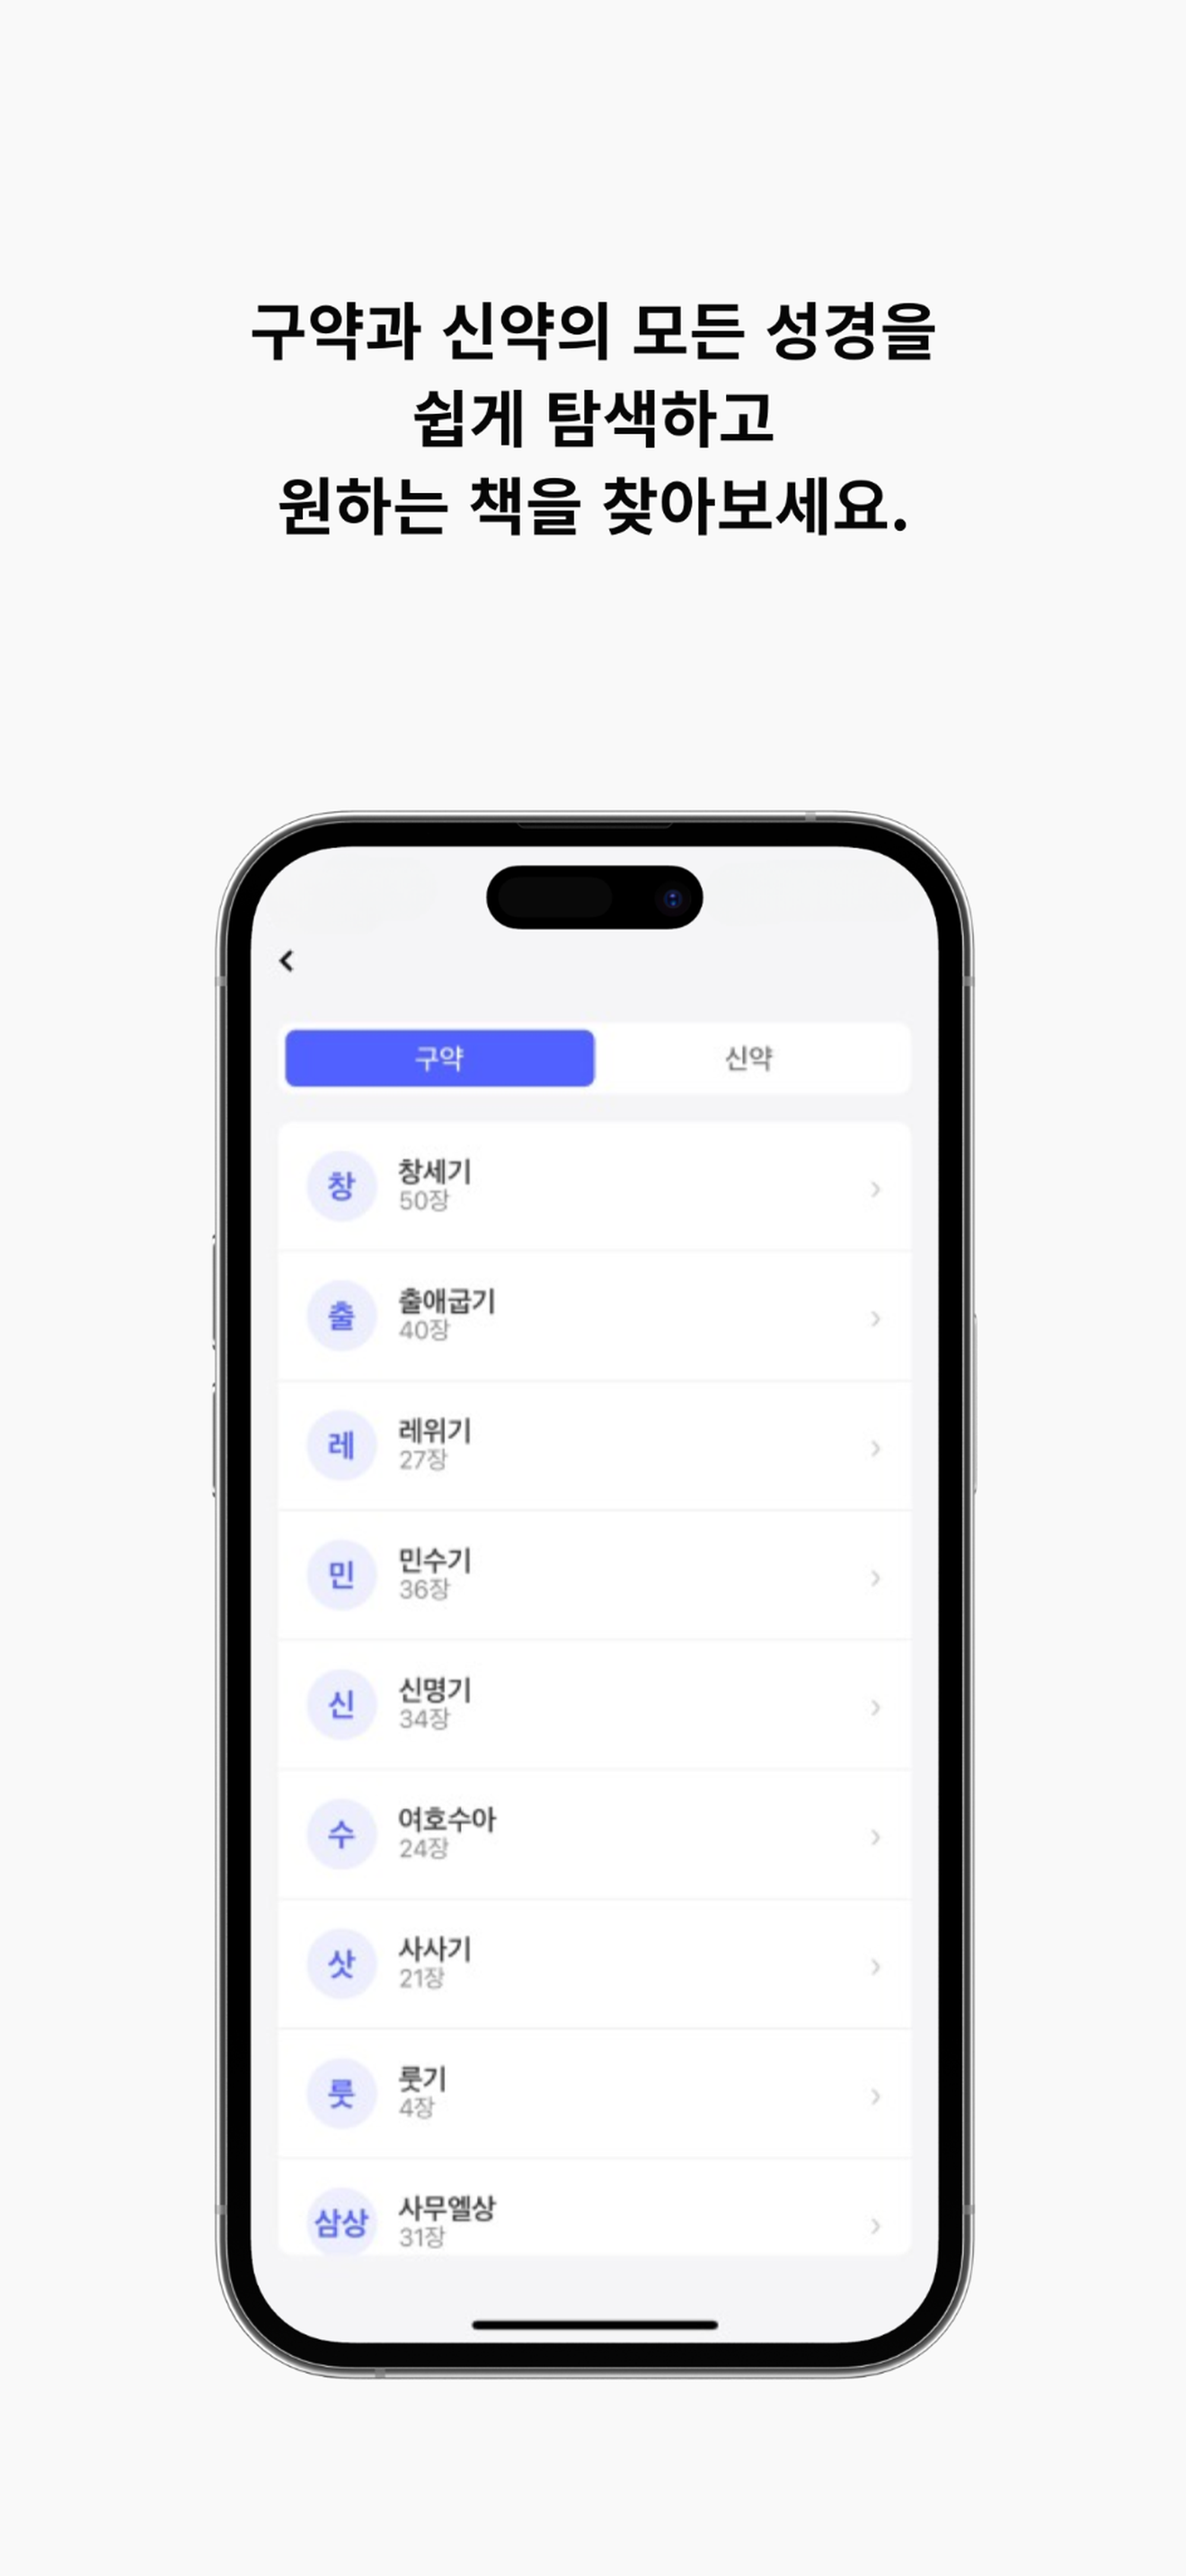 구약과 신약의 모든 성경을
쉽게 탐색하고
원하는 책을 찾아보세요.
구약
신약
창
창세기
50장
출
출애굽기
40장
레
레위기
27장
민
민수기
36장
신
신명기
34장
수
여호수아
24장
삿
사사기
21장
룻
룻기
4장
삼상
사무엘상
31장